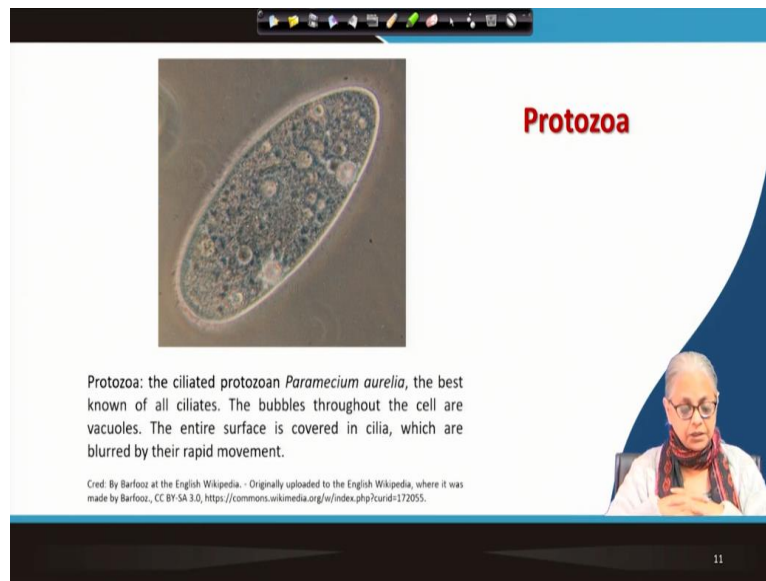 Protozoa
Protozoa: the ciliated protozoan Paramecium aurelia, the best
known of all ciliates. The bubbles throughout the cell are
vacuoles. The entire surface is covered in cilia, which are
blurred by their rapid movement.
Cred: By Barfooz at the English Wikipedia. - Originally uploaded to the English Wikipedia, where it was
made by Barfooz., CC BY-SA 3.0, https://commons.wikimedia.org/w/index.php?curid=172055.
11